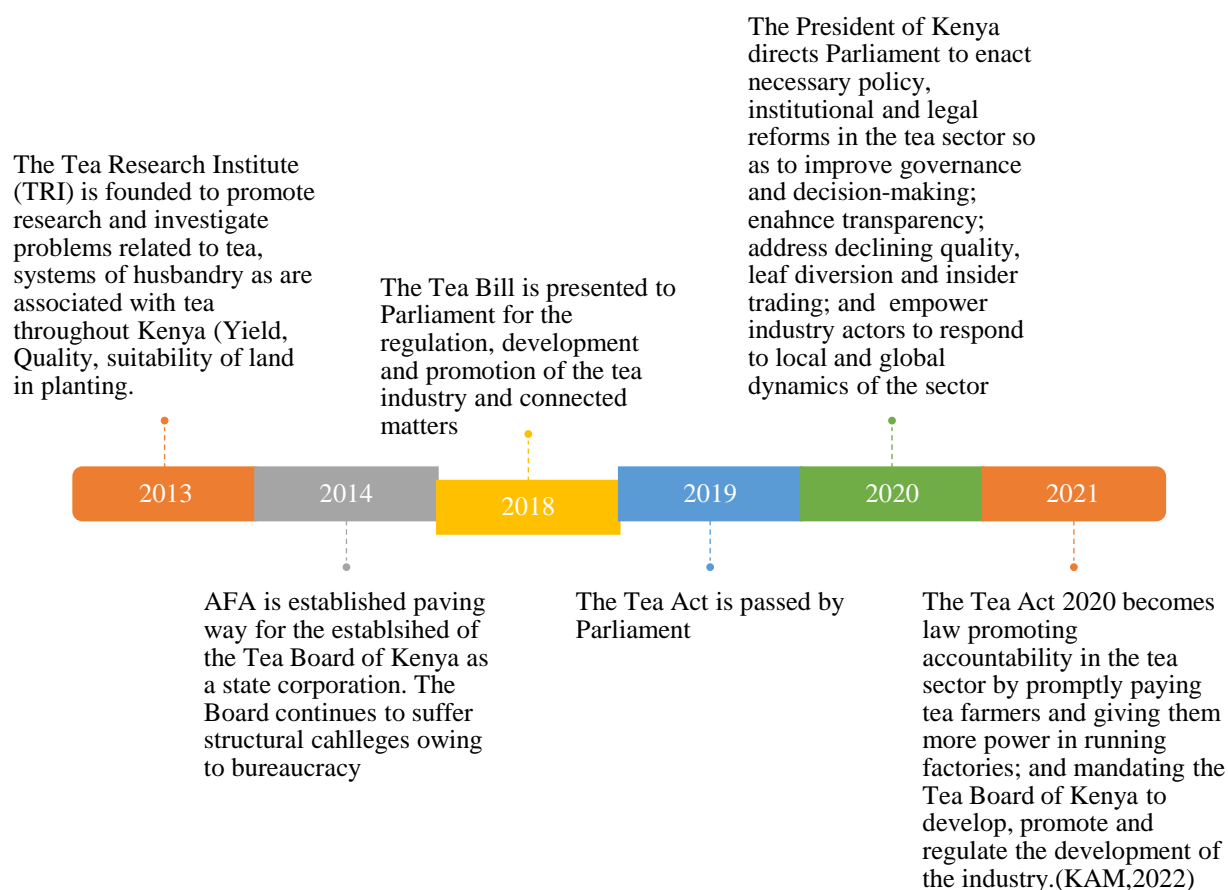 The Tea Research Institute
(TRI) is founded to promote
research and investigate
problems related to tea,
systems of husbandry as are
associated with tea
throughout Kenya (Yield,
Quality, suitability of land
in planting.
The Tea Bill is presented to
Parliament for the
regulation, development
and promotion of the tea
industry and connected
matters
The President of Kenya
directs Parliament to enact
necessary policy,
institutional and legal
reforms in the tea sector so
as to improve governance
and decision-making;
enahnce transparency;
address declining quality,
leaf diversion and insider
trading; and empower
industry actors to respond
to local and global
dynamics of the sector
2013
2014
2018
2019
2020
2021
AFA is established paving
way for the establsihed of
the Tea Board of Kenya as
a state corporation. The
Board continues to suffer
structural cahlleges owing
to bureaucracy
The Tea Act is passed by
Parliament
The Tea Act 2020 becomes
law promoting
accountability in the tea
sector by promptly paying
tea farmers and giving them
more power in running
factories; and mandating the
Tea Board of Kenya to
develop, promote and
regulate the development of
the industry.(KAM,2022)